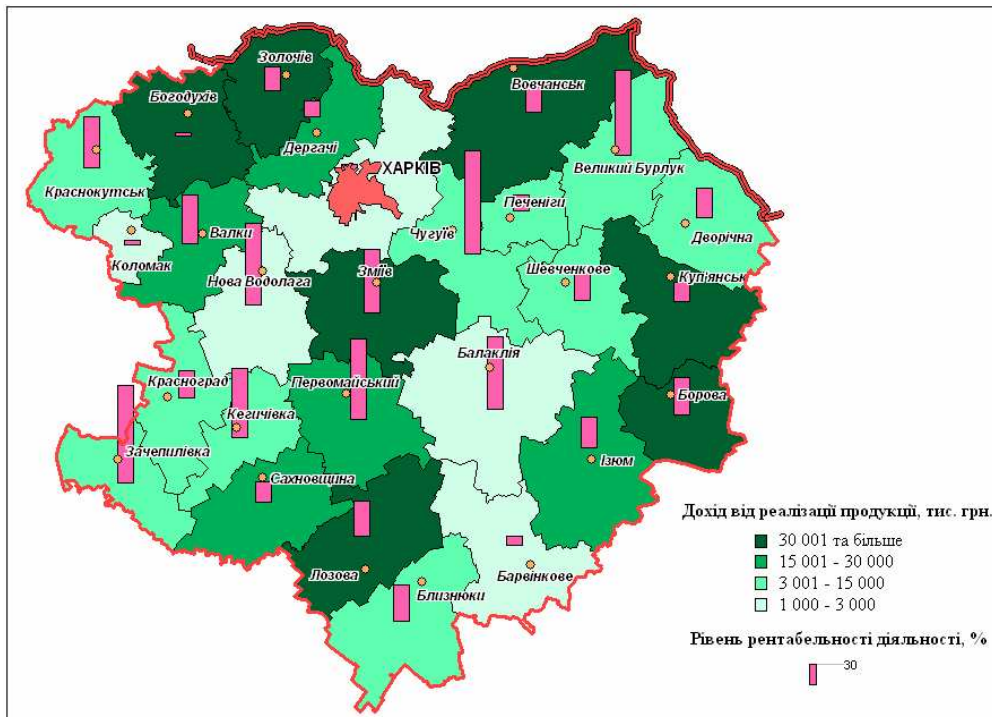 Золочів
Вовчанськ
Богодухів
Дергачі
Великий Бурлук
ХАРКІВ
Краснокутськ
Печеніги
Валки
Чугуїв
Дворічна
Коломак
Нова Водолага
Зміїв
Шевченкове
Куп'янськ
Балаклія
Красноград
Первомайський
Борова
Кегичівка
Зачепилівка
Сахновщина
Ізюм
Лозова
Близнюки
Барвінкове
Дохід від реалізації продукції, тис. грн.
30 001 та більше
15 001 - 30 000
3 001 - 15 000
1 000 - 3 000
Рівень рентабельності діяльності, %
30